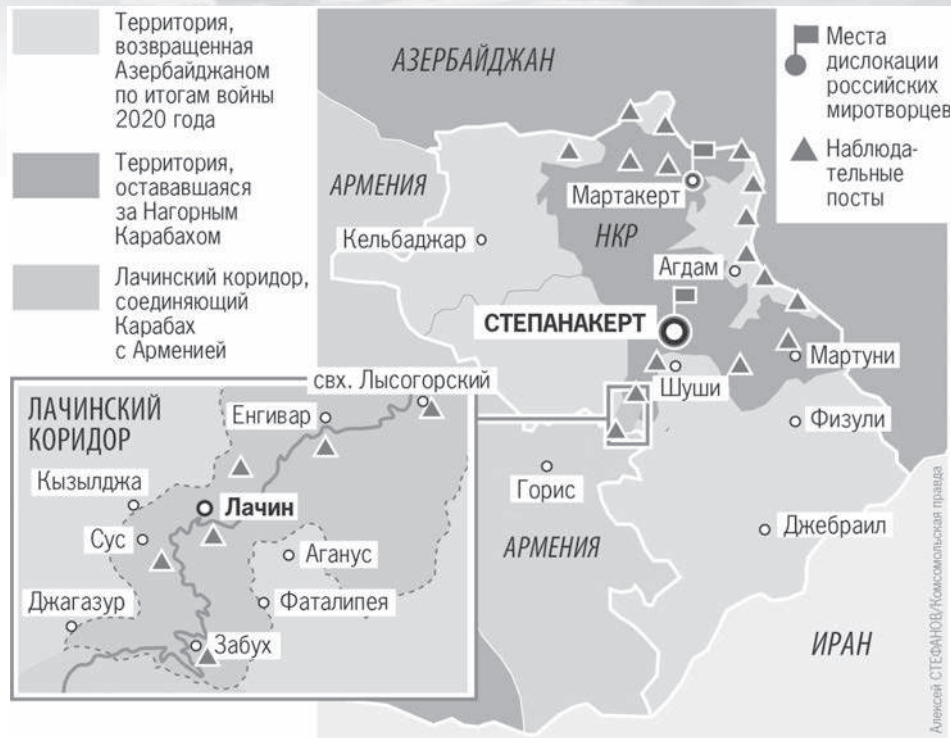 Территория,
возвращенная
Азербайджаном
по итогам войны
2020 года
Территория,
остававшаяся
за Нагорным
Карабахом
Лачинский коридор,
соединяющий
Карабах
с Арменией
АЗЕРБАЙДЖАН
Места
дислокации
российских
миротворцев
Наблюда-
тельные
посты
АРМЕНИЯ
Мартакерт
НКР
Кельбаджар
Агдам
СТЕПАНАКЕРТ
Мартуни
Шуши
Физули
Горис
Джебраил
АРМЕНИЯ
ИРАН
ЛАЧИНСКИЙ
КОРИДОР
свх. Лысогорский
Енгивар
Кызылджа
Лачин
Сус
Аганус
Джагазур
Фаталипея
Забух
Алексей СТЕФАНОВ/Комсомольская правда